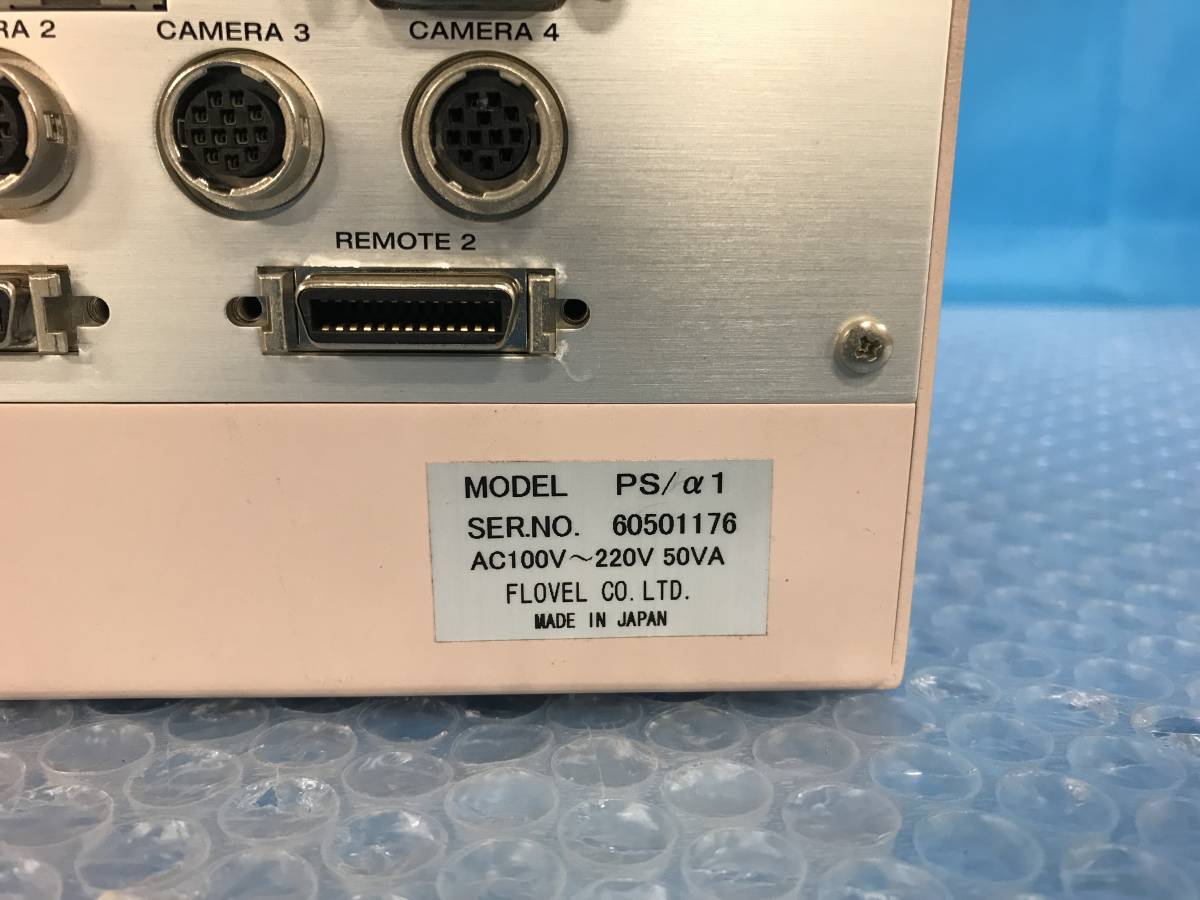 RA 2
CAMERA 3
CAMERA 4
REMOTE 2
MODEL PS/α1
SER.NO. 60501176
AC100V～220V 50VA
FLOVEL CO.LTD.
MADE IN JAPAN